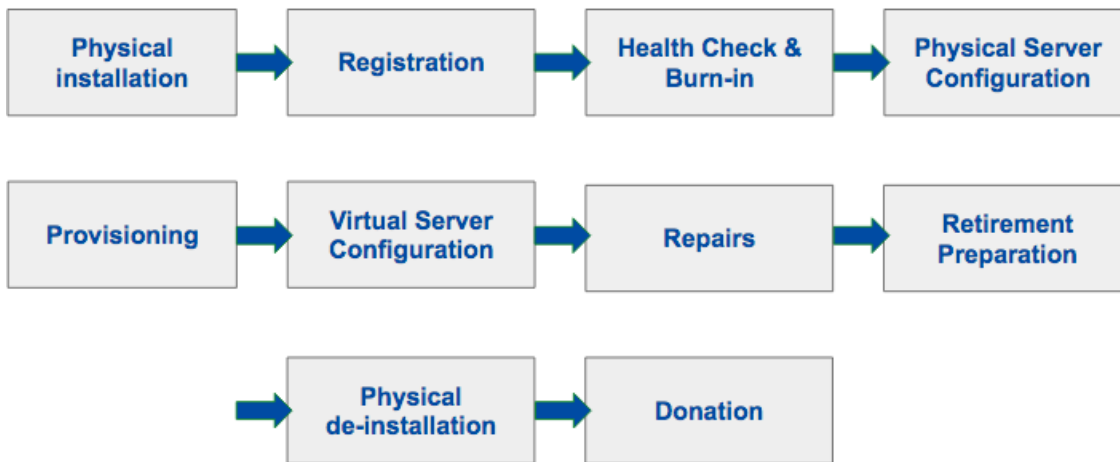 Physical
installation
Registration
Health Check &
Burn-in
Physical Server
Configuration
Provisioning
Virtual Server
Configuration
Repairs
Retirement
Preparation
Physical
de-installation
Donation